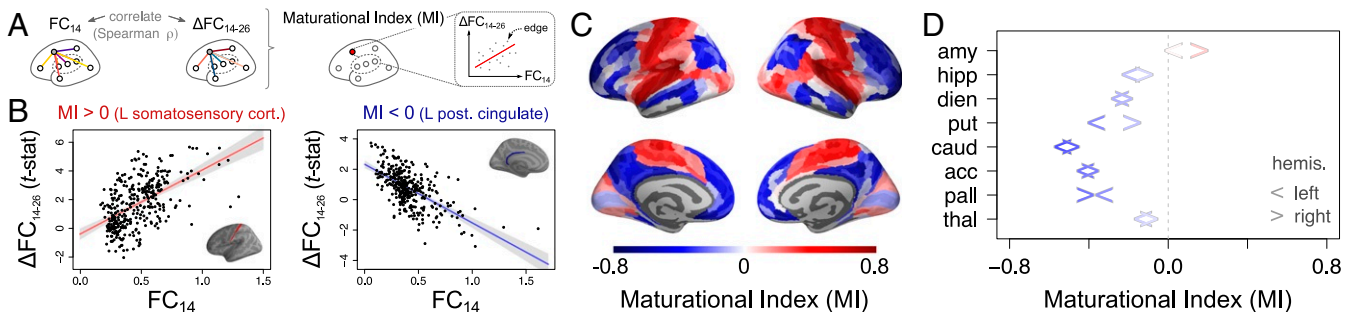 A
correlate
(Spearman ρ)
FC14
ΔFC14-26
Maturational Index (MI)
ΔFC14-26
edge
FC14
B
MI > 0 (L somatosensory cort.)
ΔFC14-26 (t-stat)
6
4
2
0
-2
0.0 0.5 1.0 1.5
FC14
MI < 0 (L post. cingulate)
ΔFC14-26 (t-stat)
4
2
0
-2
-4
0.0 0.5 1.0 1.5
FC14
C
-0.8 0 0.8
Maturational Index (MI)
D
amy
hipp
dien
put
caud
acc
pall
thal
hemis.
< left
> right
-0.8 0.0 0.8
Maturational Index (MI)